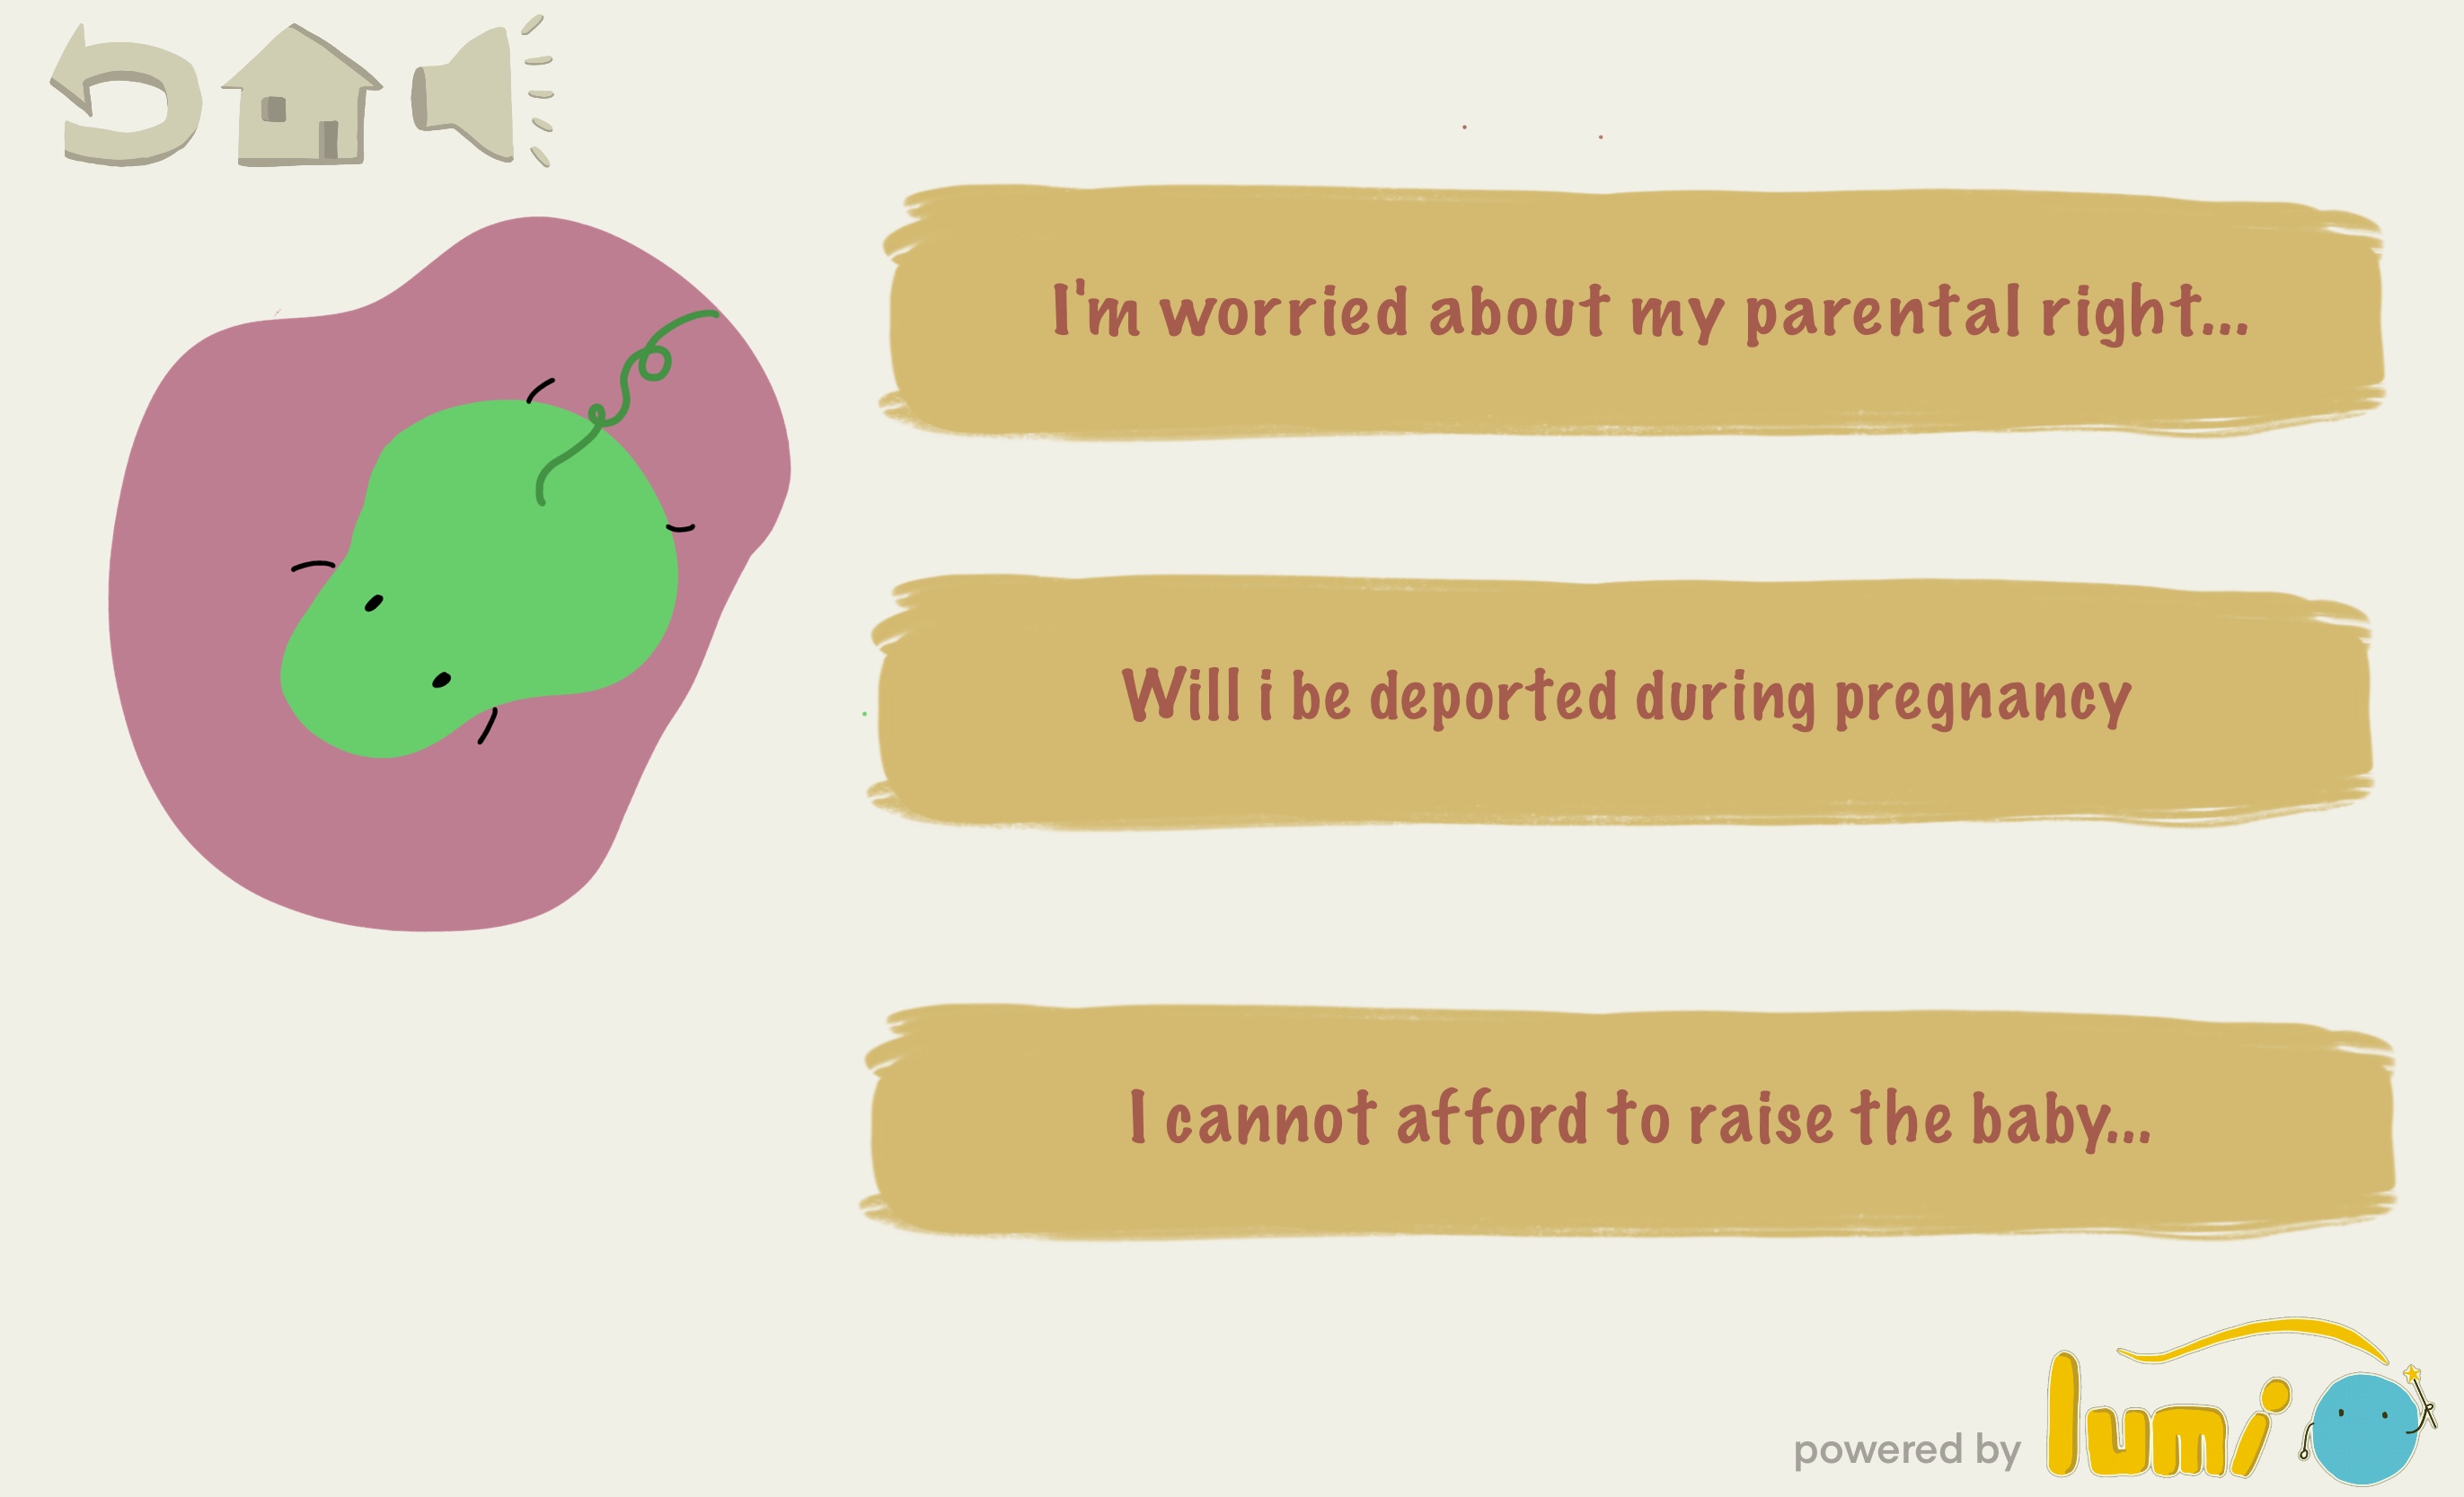 I'm worried about my parental right...
Will i be deported during pregnancy
I cannot afford to raise the baby...
powered by lumi